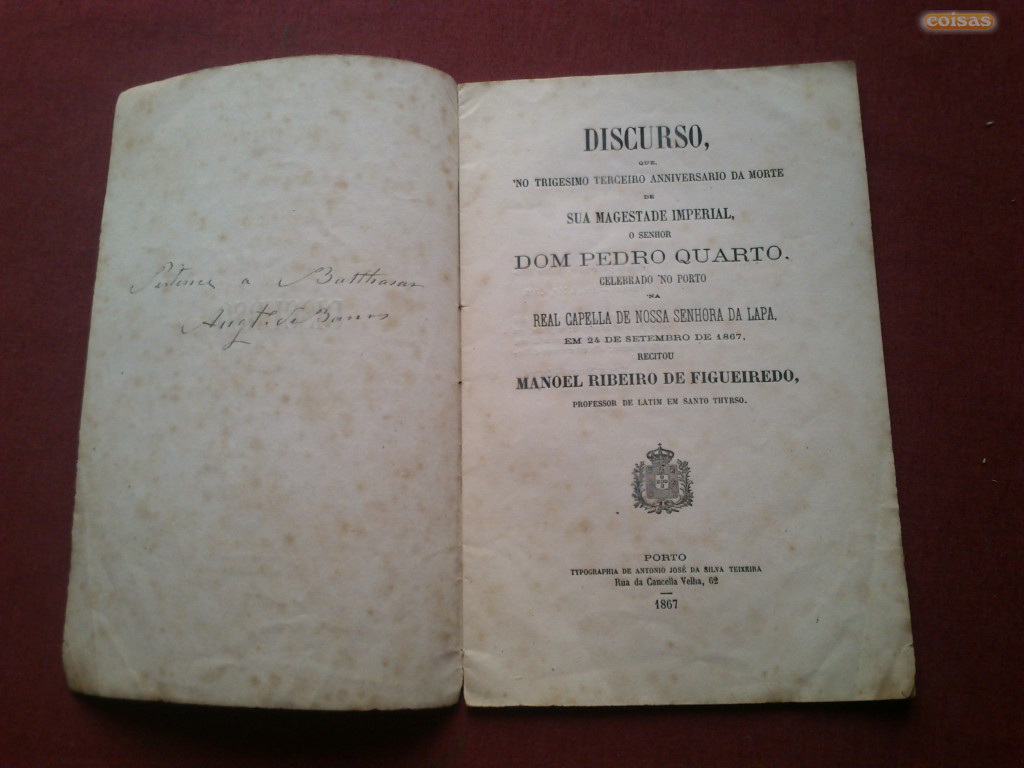 Pertence a Balthasar
Augto. de Barros
DISCURSO,
QUE,
'NO TRIGESIMO TERCEIRO ANNIVERSARIO DA MORTE
DE
SUA MAGESTADE IMPERIAL,
O SENHOR
DOM PEDRO QUARTO.
CELEBRADO 'NO PORTO
'NA
REAL CAPELLA DE NOSSA SENHORA DA LAPA,
EM 24 DE SETEMBRO DE 1867,
RECITOU
MANOEL RIBEIRO DE FIGUEIREDO,
PROFESSOR DE LATIM EM SANTO THYRSO.
PORTO
TYPOGRAPHIA DE ANTONIO JOSÉ DA SILVA TEIXEIRA
Rua da Cancella Velha, 62
1867
coisas